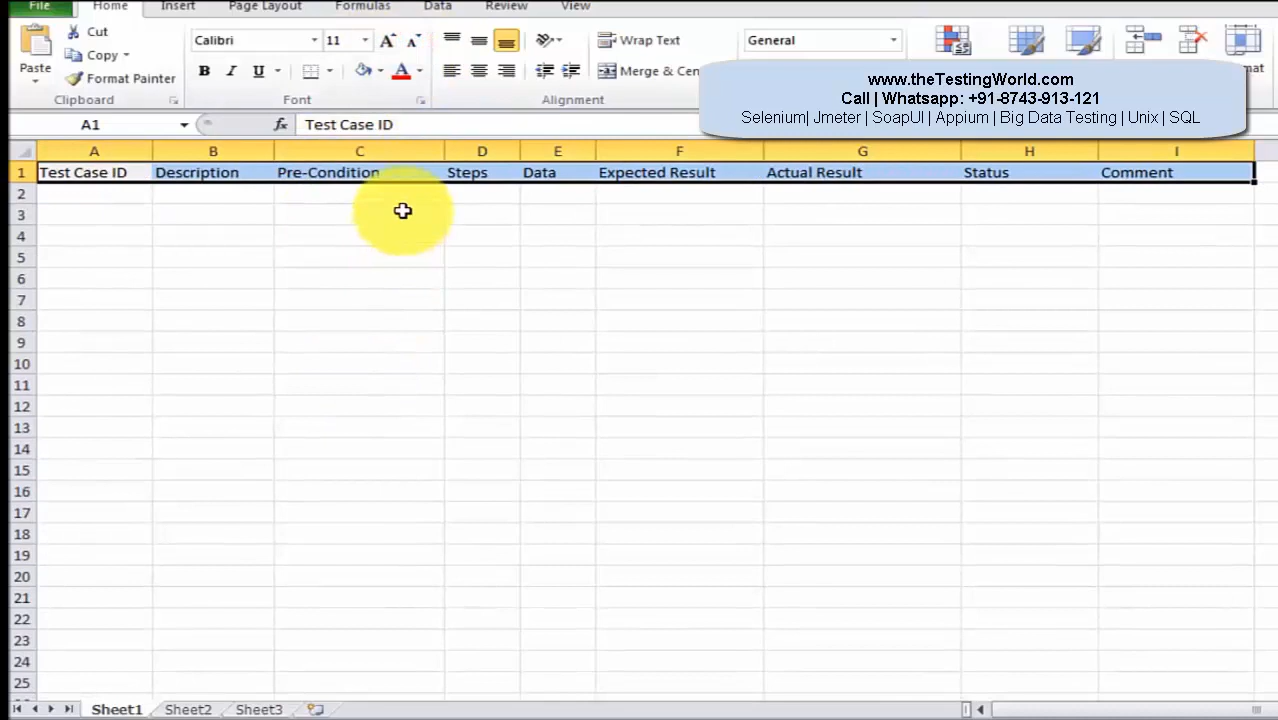 File Home Insert Page Layout Formulas Data Review View
Cut
Copy
Format Painter
Paste
Calibri 11
B I U
A
Wrap Text
Merge & Cen
General
Clipboard Font Alignment
www.theTestingWorld.com
Call | Whatsapp: +91-8743-913-121
Selenium| Jmeter | SoapUI | Appium | Big Data Testing | Unix | SQL
A1 fx Test Case ID
A B C D E F G H I
1 Test Case ID Description Pre-Condition Steps Data Expected Result Actual Result Status Comment
2
3
4
5
6
7
8
9
10
11
12
13
14
15
16
17
18
19
20
21
22
23
24
25
Sheet1 Sheet2 Sheet3